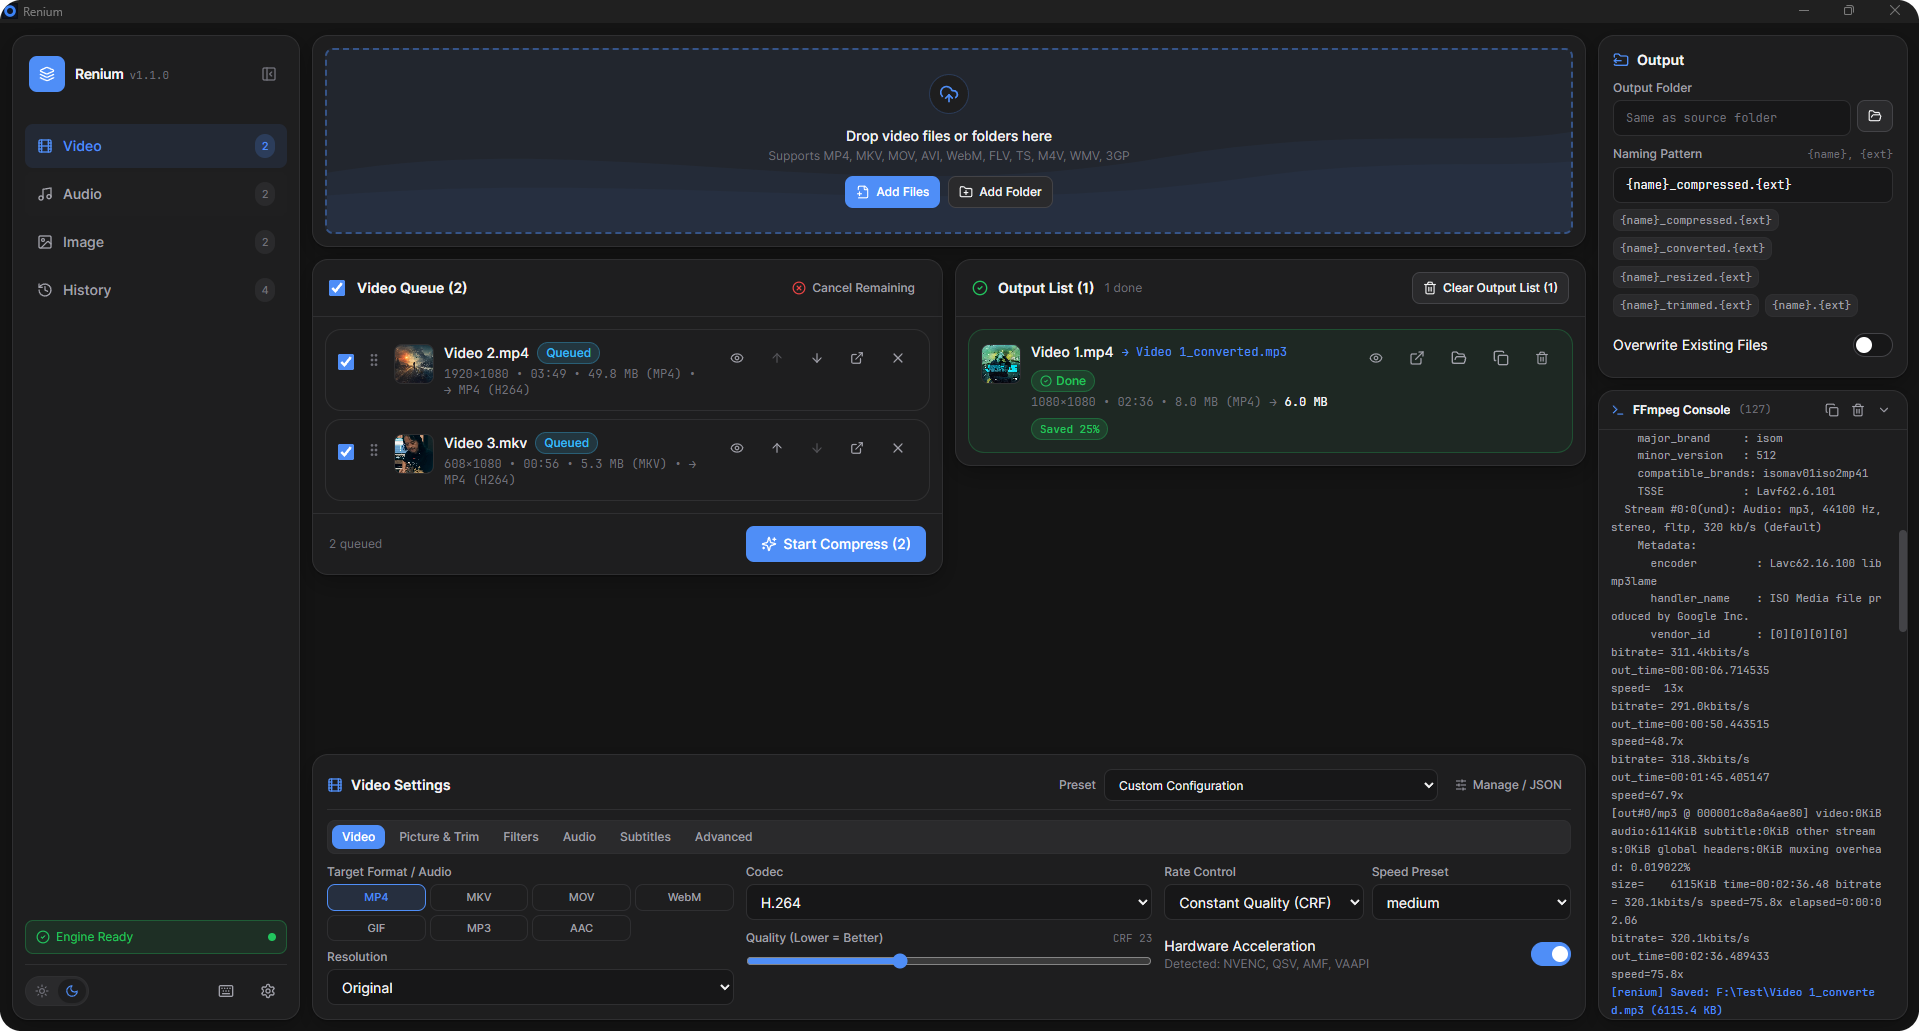 Renium
Renium v1.1.0
Video 2
Audio 2
Image 2
History 4
Engine Ready
Drop video files or folders here
Supports MP4, MKV, MOV, AVI, WebM, FLV, TS, M4V, WMV, 3GP
Add Files Add Folder
Video Queue (2) Cancel Remaining
Video 2.mp4 Queued
1920×1080 • 03:49 • 49.8 MB (MP4) •
→ MP4 (H264)
Video 3.mkv Queued
608×1080 • 00:56 • 5.3 MB (MKV) • →
MP4 (H264)
2 queued Start Compress (2)
Output List (1) 1 done Clear Output List (1)
Video 1.mp4 → Video 1_converted.mp3
Done
1080×1080 • 02:36 • 8.0 MB (MP4) → 6.0 MB
Saved 25%
Video Settings Preset Custom Configuration Manage / JSON
Video Picture & Trim Filters Audio Subtitles Advanced
Target Format / Audio
MP4 MKV MOV WebM
GIF MP3 AAC
Resolution
Original
Codec
H.264
Quality (Lower = Better) CRF 23
Rate Control
Constant Quality (CRF)
Speed Preset
medium
Hardware Acceleration
Detected: NVENC, QSV, AMF, VAAPI
Output
Output Folder
Same as source folder
Naming Pattern {name}, {ext}
{name}_compressed.{ext}
{name}_compressed.{ext}
{name}_converted.{ext}
{name}_resized.{ext}
{name}_trimmed.{ext} {name}.{ext}
Overwrite Existing Files
FFmpeg Console (127)
major_brand : isom
minor_version : 512
compatible_brands: isomav01iso2mp41
TSSE : Lavf62.6.101
Stream #0:0(und): Audio: mp3, 44100 Hz,
stereo, fltp, 320 kb/s (default)
Metadata:
encoder : Lavc62.16.100 lib
mp3lame
handler_name : ISO Media file pr
oduced by Google Inc.
vendor_id : [0][0][0][0]
bitrate= 311.4kbits/s
out_time=00:00:06.714535
speed= 13x
bitrate= 291.0kbits/s
out_time=00:00:50.443515
speed=48.7x
bitrate= 318.3kbits/s
out_time=00:01:45.405147
speed=67.9x
[out#0/mp3 @ 000001c8a8a4ae80] video:0KiB
audio:6114KiB subtitle:0KiB other stream
s:0KiB global headers:0KiB muxing overhea
d: 0.019022%
size= 6115KiB time=00:02:36.48 bitrate
= 320.1kbits/s speed=75.8x elapsed=0:00:0
2.06
bitrate= 320.1kbits/s
out_time=00:02:36.489433
speed=75.8x
[renium] Saved: F:\Test\Video 1_converte
d.mp3 (6115.4 KB)